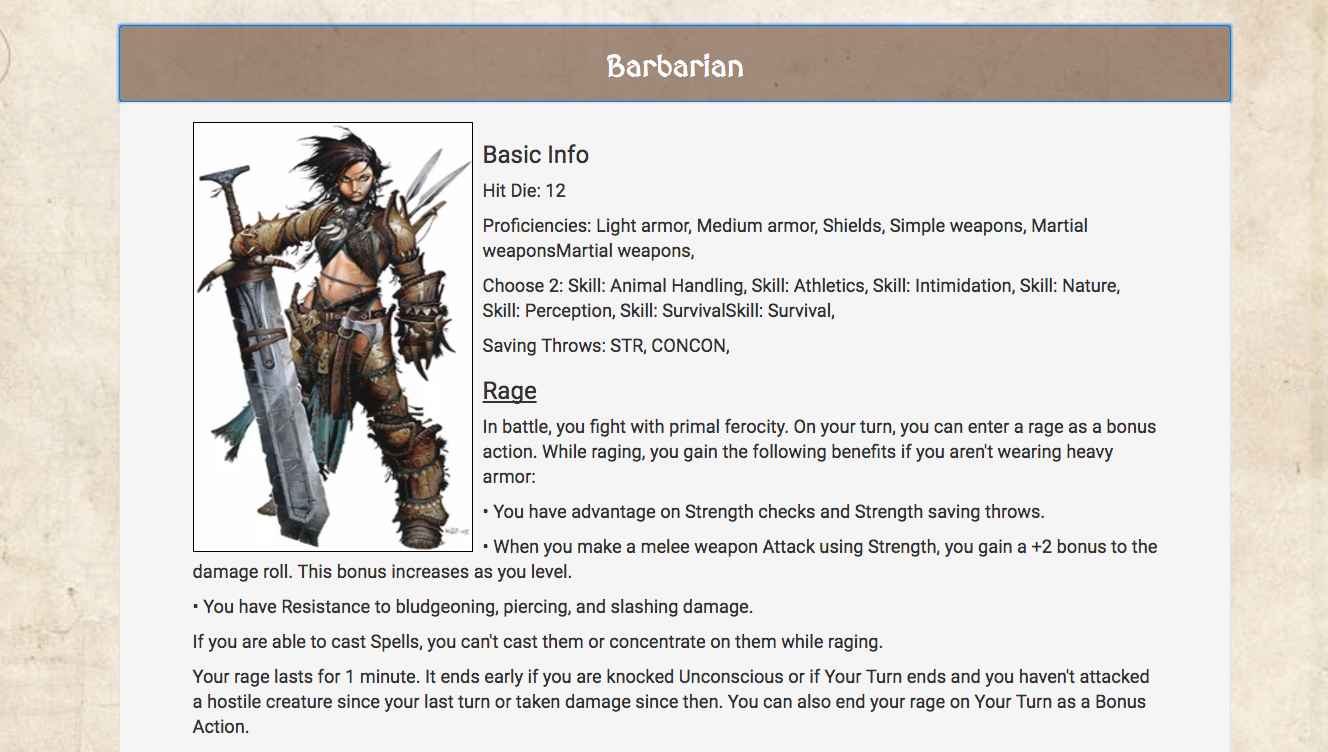 Barbarian
Basic Info
Hit Die: 12
Proficiencies: Light armor, Medium armor, Shields, Simple weapons, Martial
weaponsMartial weapons,
Choose 2: Skill: Animal Handling, Skill: Athletics, Skill: Intimidation, Skill: Nature,
Skill: Perception, Skill: SurvivalSkill: Survival,
Saving Throws: STR, CONCON,
Rage
In battle, you fight with primal ferocity. On your turn, you can enter a rage as a bonus
action. While raging, you gain the following benefits if you aren't wearing heavy
armor:
• You have advantage on Strength checks and Strength saving throws.
• When you make a melee weapon Attack using Strength, you gain a +2 bonus to the
damage roll. This bonus increases as you level.
• You have Resistance to bludgeoning, piercing, and slashing damage.
If you are able to cast Spells, you can't cast them or concentrate on them while raging.
Your rage lasts for 1 minute. It ends early if you are knocked Unconscious or if Your Turn ends and you haven't attacked
a hostile creature since your last turn or taken damage since then. You can also end your rage on Your Turn as a Bonus
Action.